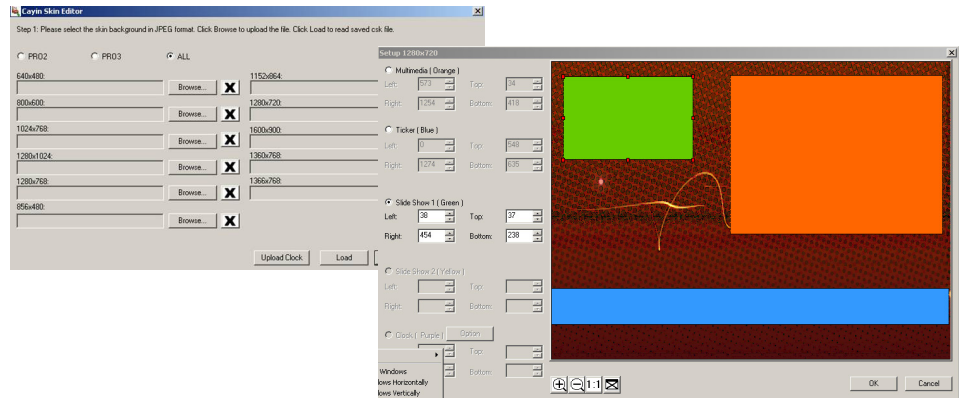 Cayin Skin Editor
Step 1: Please select the skin background in JPEG format. Click Browse to upload the file. Click Load to read saved csk file.
PRO2 PRO3 ALL
640x480: 1152x864:
Browse... X
800x600: 1280x720:
Browse... X
1024x768: 1600x900:
Browse... X
1280x1024: 1360x768:
Browse... X
1280x768: 1366x768:
Browse... X
856x480:
Browse... X
Upload Clock Load
Setup 1280x720
Multimedia ( Orange )
Left: 573 Top: 34
Right: 1254 Bottom: 418
Ticker ( Blue )
Left: 0 Top: 548
Right: 1274 Bottom: 635
Slide Show 1 ( Green )
Left: 38 Top: 37
Right: 454 Bottom: 238
Slide Show 2 ( Yellow )
Left: Top:
Right: Bottom:
Clock ( Purple ) Option
Top:
Windows Bottom:
lows Horizontally
lows Vertically
1:1
OK Cancel